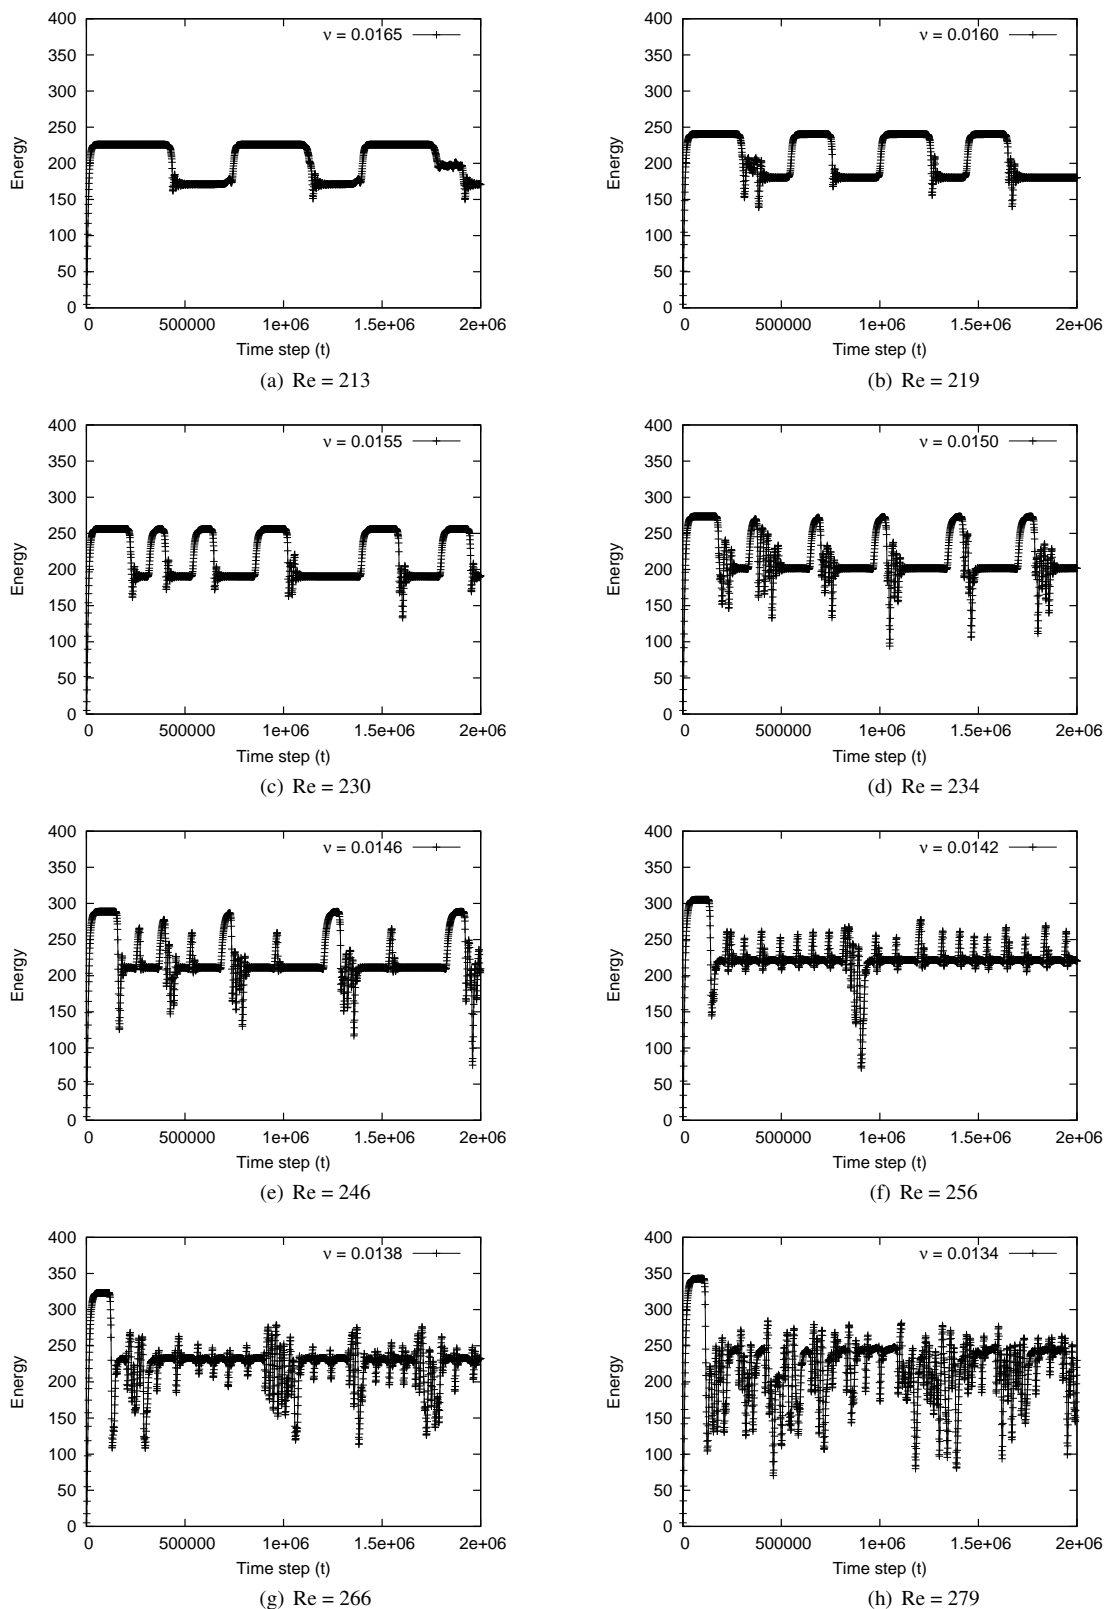 400
350
300
250
200
150
100
50
0
Energy
ν = 0.0165
0 500000 1e+06 1.5e+06 2e+06
Time step (t)
(a) Re = 213
400
350
300
250
200
150
100
50
0
Energy
ν = 0.0160
0 500000 1e+06 1.5e+06 2e+06
Time step (t)
(b) Re = 219
400
350
300
250
200
150
100
50
0
Energy
ν = 0.0155
0 500000 1e+06 1.5e+06 2e+06
Time step (t)
(c) Re = 230
400
350
300
250
200
150
100
50
0
Energy
ν = 0.0150
0 500000 1e+06 1.5e+06 2e+06
Time step (t)
(d) Re = 234
400
350
300
250
200
150
100
50
0
Energy
ν = 0.0146
0 500000 1e+06 1.5e+06 2e+06
Time step (t)
(e) Re = 246
400
350
300
250
200
150
100
50
0
Energy
ν = 0.0142
0 500000 1e+06 1.5e+06 2e+06
Time step (t)
(f) Re = 256
400
350
300
250
200
150
100
50
0
Energy
ν = 0.0138
0 500000 1e+06 1.5e+06 2e+06
Time step (t)
(g) Re = 266
400
350
300
250
200
150
100
50
0
Energy
ν = 0.0134
0 500000 1e+06 1.5e+06 2e+06
Time step (t)
(h) Re = 279